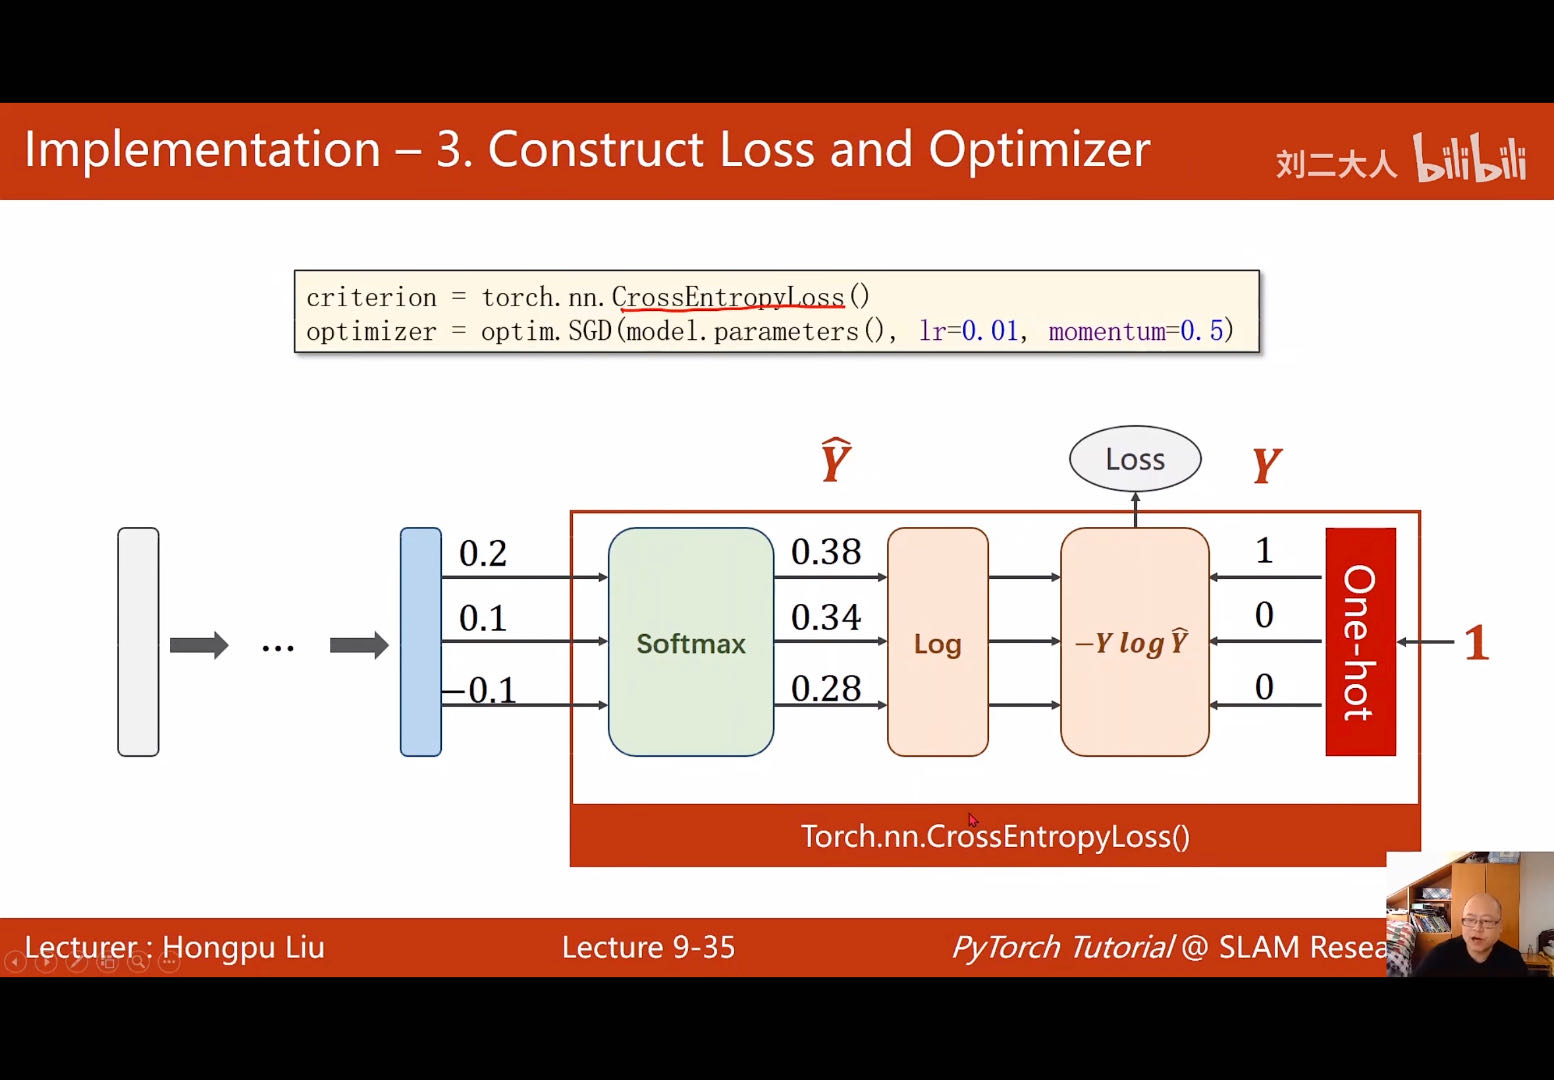 Implementation – 3. Construct Loss and Optimizer
刘二大人 bilibili
criterion = torch.nn.CrossEntropyLoss()
optimizer = optim.SGD(model.parameters(), lr=0.01, momentum=0.5)
Ŷ
Loss
Y
0.2
0.1
−0.1
Softmax
0.38
0.34
0.28
Log
−Y log Ŷ
1
0
0
One-hot
1
...
Torch.nn.CrossEntropyLoss()
Lecturer : Hongpu Liu
Lecture 9-35
PyTorch Tutorial @ SLAM Resea